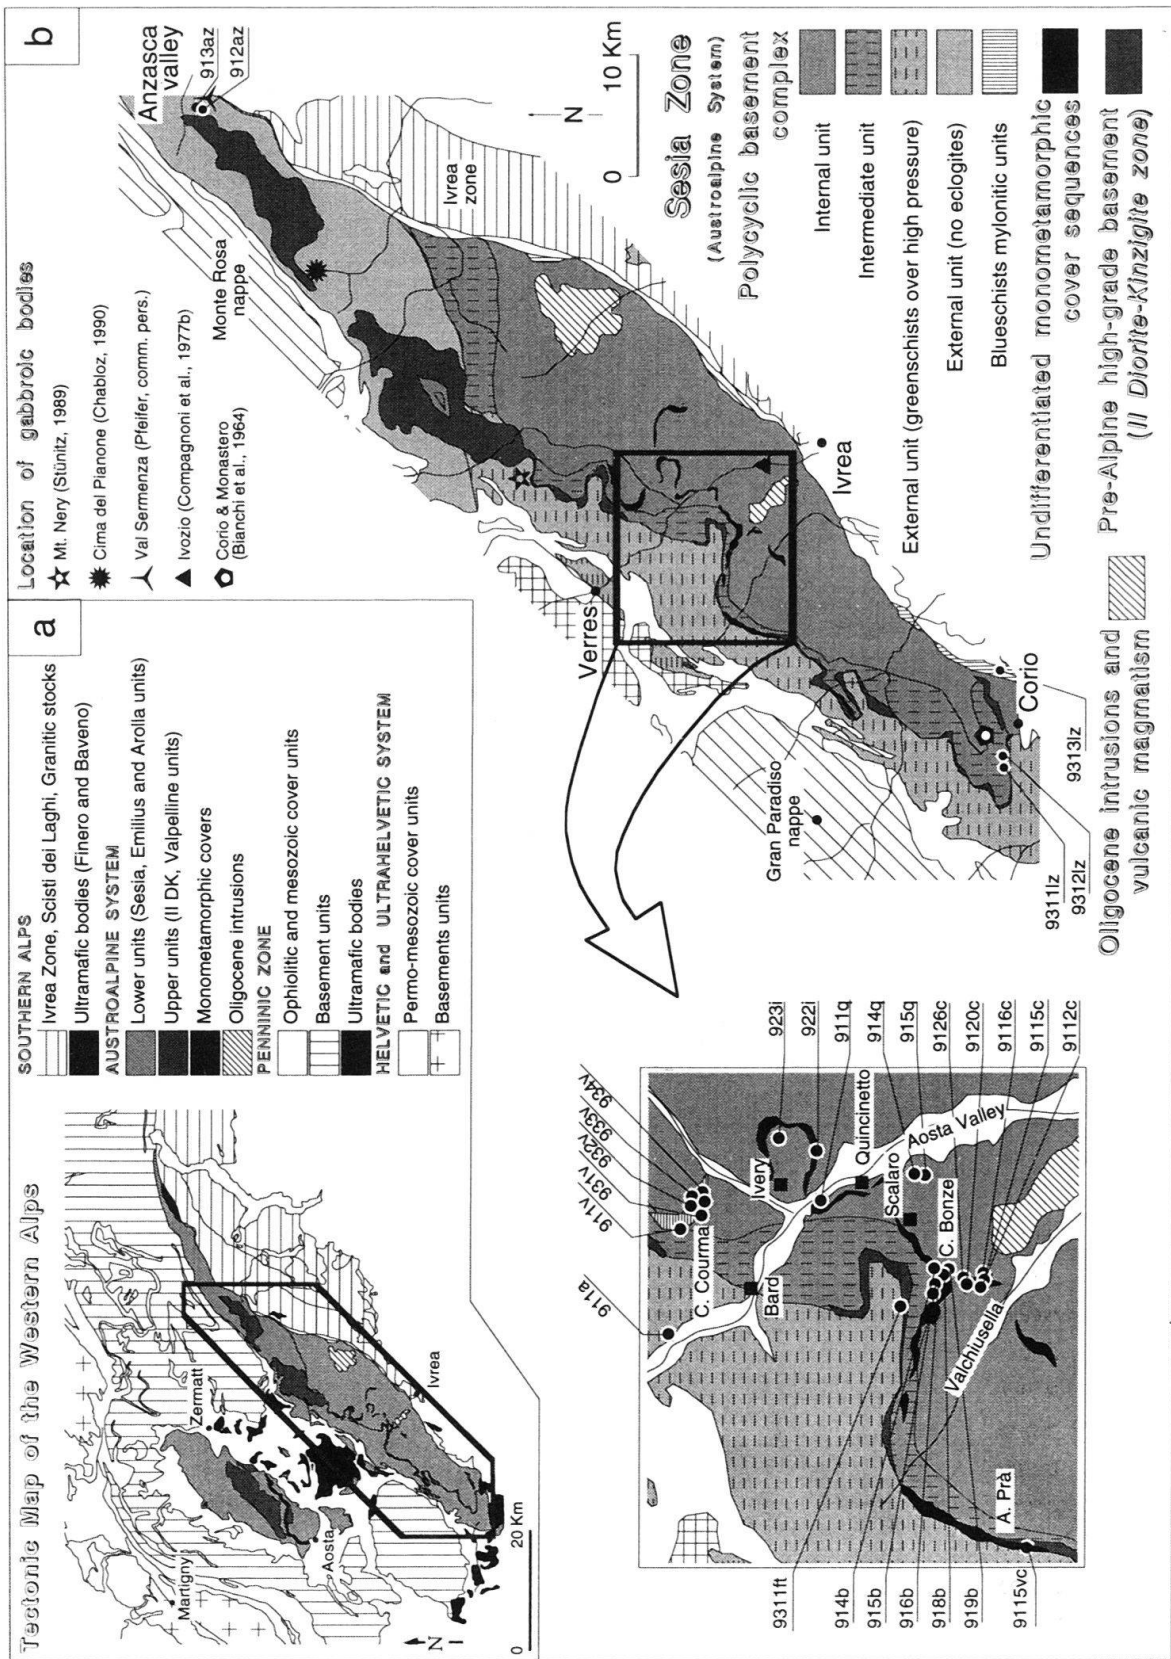 Tectonic Map of the Western Alps
a
SOUTHERN ALPS
Ivrea Zone, Scisti dei Laghi, Granitic stocks
Ultramafic bodies (Finero and Baveno)
AUSTROALPINE SYSTEM
Lower units (Sesia, Emilius and Arolla units)
Upper units (II DK, Valpelline units)
Monometamorphic covers
Oligocene intrusions
PENNINIC ZONE
Ophiolitic and mesozoic cover units
Basement units
Ultramafic bodies
HELVETIC and ULTRAHELVETIC SYSTEM
Permo-mesozoic cover units
Basements units
Martigny
Zermatt
Aosta
Ivrea
N
0
20 Km
b
Location of gabbroic bodies
Mt. Nery (Stünitz, 1989)
Cima del Pianone (Chabloz, 1990)
Val Sermenza (Pfeifer, comm. pers.)
Ivozio (Compagnoni et al., 1977b)
Corio & Monastero
(Bianchi et al., 1964)
Anzasca
valley
913az
912az
Monte Rosa
nappe
Ivrea
zone
Verres
Ivrea
Gran Paradiso
nappe
Corio
9311lz
9312lz
9313lz
N
0
10 Km
Sesia Zone
(Austroalpine System)
Polycyclic basement
complex
Internal unit
Intermediate unit
External unit (greenschists over high pressure)
External unit (no eclogites)
Blueschists mylonitic units
Undifferentiated monometamorphic
cover sequences
Pre-Alpine high-grade basement
(II Diorite-Kinzigite zone)
Oligocene intrusions and
vulcanic magmatism
911a
911v
931v
932v
933v
934v
923i
922i
911q
914q
915q
9126c
9120c
9116c
9115c
9112c
C. Courma
Bard
Ivery
Quincinetto
Scalaro
Aosta Valley
C. Bonze
Valchiusella
A. Prà
9311ft
914b
915b
916b
918b
919b
9115vc